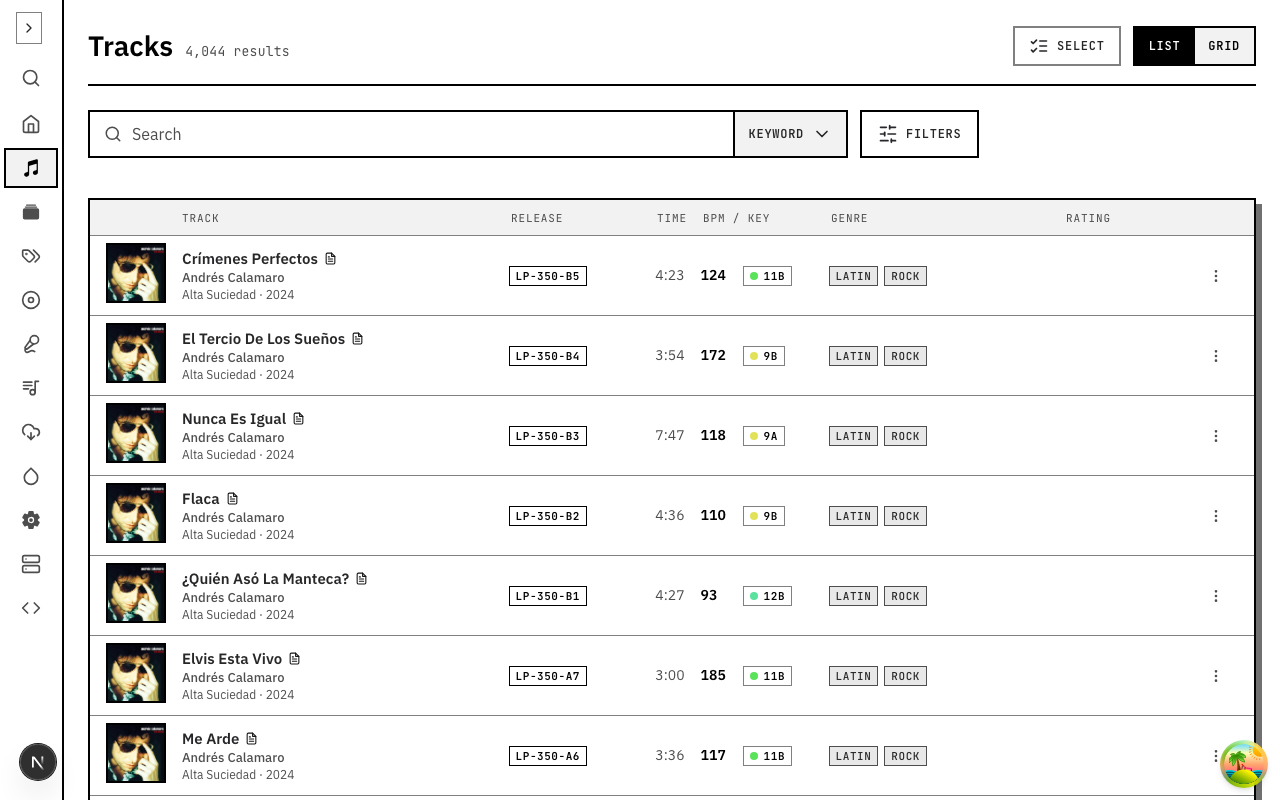 Tracks 4,044 results
SELECT LIST GRID
Search KEYWORD FILTERS
TRACK RELEASE TIME BPM / KEY GENRE RATING
Crímenes Perfectos
Andrés Calamaro
Alta Suciedad · 2024
LP-350-B5 4:23 124 11B LATIN ROCK
El Tercio De Los Sueños
Andrés Calamaro
Alta Suciedad · 2024
LP-350-B4 3:54 172 9B LATIN ROCK
Nunca Es Igual
Andrés Calamaro
Alta Suciedad · 2024
LP-350-B3 7:47 118 9A LATIN ROCK
Flaca
Andrés Calamaro
Alta Suciedad · 2024
LP-350-B2 4:36 110 9B LATIN ROCK
¿Quién Asó La Manteca?
Andrés Calamaro
Alta Suciedad · 2024
LP-350-B1 4:27 93 12B LATIN ROCK
Elvis Esta Vivo
Andrés Calamaro
Alta Suciedad · 2024
LP-350-A7 3:00 185 11B LATIN ROCK
Me Arde
Andrés Calamaro
Alta Suciedad · 2024
LP-350-A6 3:36 117 11B LATIN ROCK
N